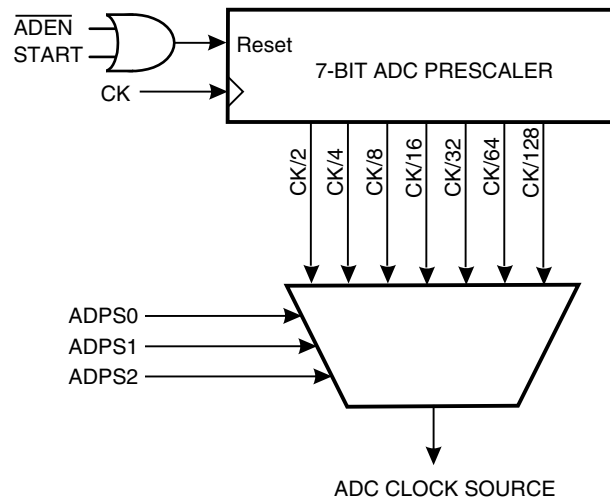 ADEN
START
Reset
7-BIT ADC PRESCALER
CK
CK/2
CK/4
CK/8
CK/16
CK/32
CK/64
CK/128
ADPS0
ADPS1
ADPS2
ADC CLOCK SOURCE